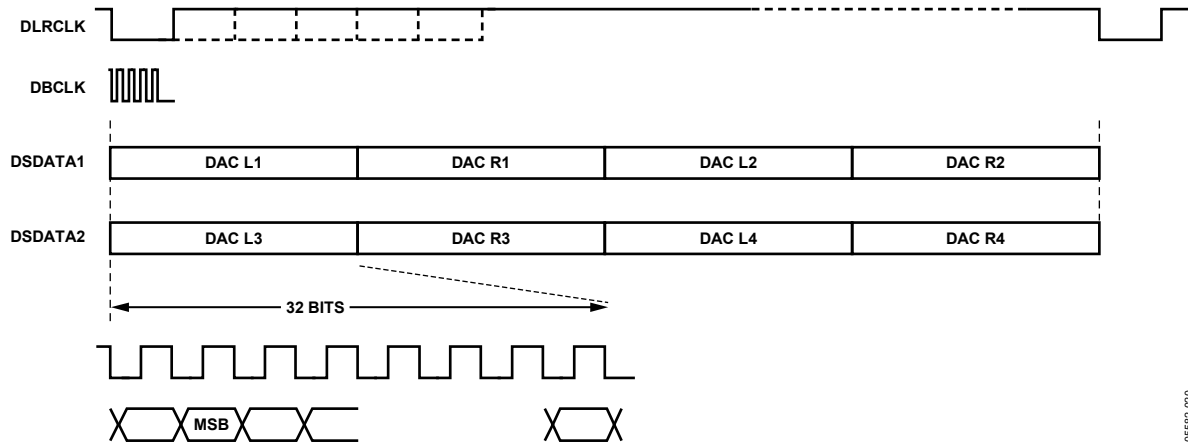 DLRCLK
DBCLK
DSDATA1
DAC L1 DAC R1 DAC L2 DAC R2
DSDATA2
DAC L3 DAC R3 DAC L4 DAC R4
32 BITS
MSB